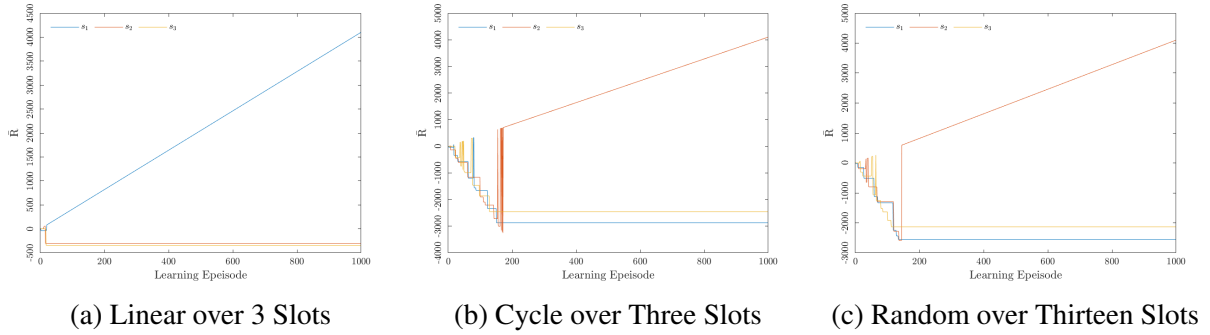 4500
4000
3500
3000
2500
2000
1500
1000
500
0
-500
R̄
s₁ s₂ s₃
0 200 400 600 800 1000
Learning Epeisode
(a) Linear over 3 Slots
5000
4000
3000
2000
1000
0
-1000
-2000
-3000
-4000
R̄
s₁ s₂ s₃
0 200 400 600 800 1000
Learning Epeisode
(b) Cycle over Three Slots
5000
4000
3000
2000
1000
0
-1000
-2000
-3000
R̄
s₁ s₂ s₃
0 200 400 600 800 1000
Learning Epeisode
(c) Random over Thirteen Slots